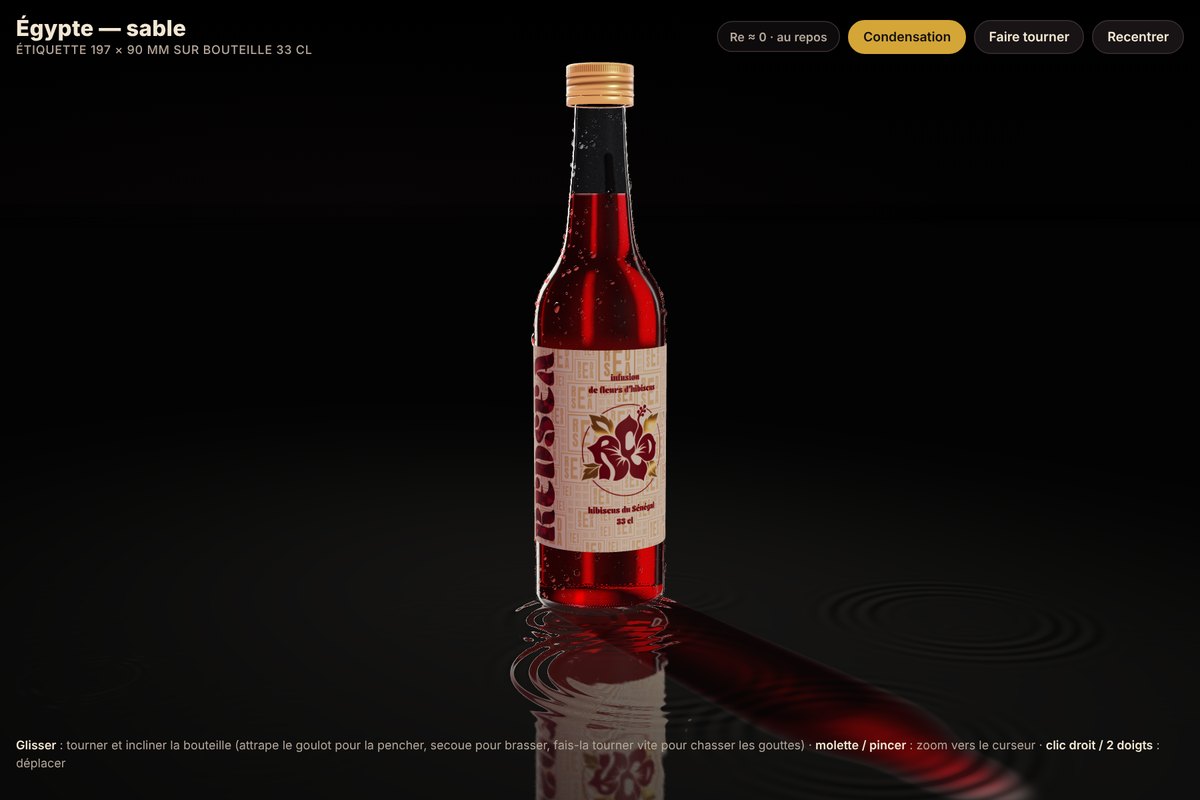 Égypte — sable
ÉTIQUETTE 197 × 90 MM SUR BOUTEILLE 33 CL
Re ≈ 0 · au repos
Condensation
Faire tourner
Recentrer
REDSEA
infusion
de fleurs d'hibiscus
RED
hibiscus du Sénégal
33 cl
Glisser : tourner et incliner la bouteille (attrape le goulot pour la pencher, secoue pour brasser, fais-la tourner vite pour chasser les gouttes) · molette / pincer : zoom vers le curseur · clic droit / 2 doigts :
déplacer